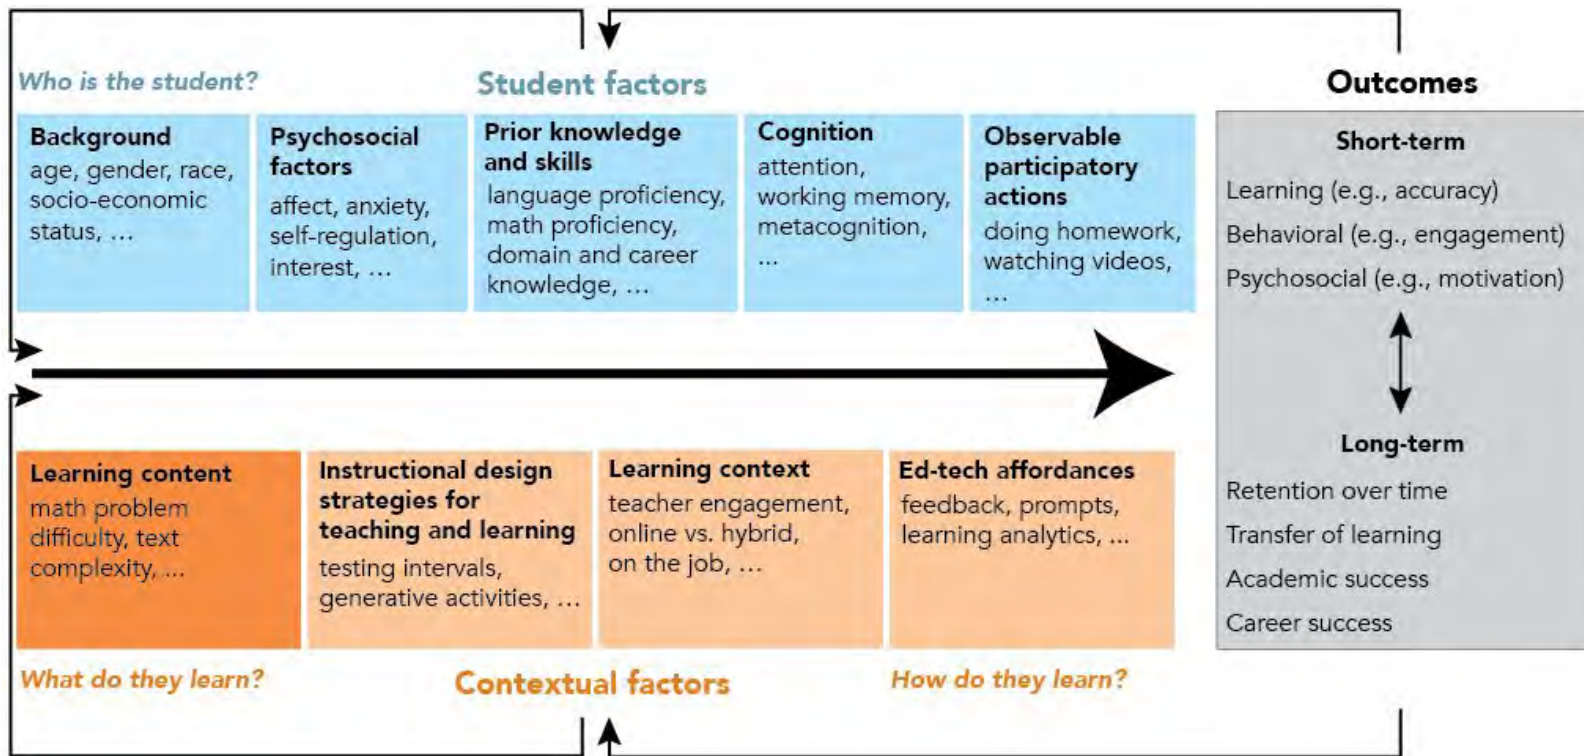 Who is the student?
Student factors
Outcomes
Background
age, gender, race,
socio-economic
status, ...
Psychosocial
factors
affect, anxiety,
self-regulation,
interest, ...
Prior knowledge
and skills
language proficiency,
math proficiency,
domain and career
knowledge, ...
Cognition
attention,
working memory,
metacognition,
...
Observable
participatory
actions
doing homework,
watching videos,
...
Short-term
Learning (e.g., accuracy)
Behavioral (e.g., engagement)
Psychosocial (e.g., motivation)
Long-term
Retention over time
Transfer of learning
Academic success
Career success
Learning content
math problem
difficulty, text
complexity, ...
Instructional design
strategies for
teaching and learning
testing intervals,
generative activities, ...
Learning context
teacher engagement,
online vs. hybrid,
on the job, ...
Ed-tech affordances
feedback, prompts,
learning analytics, ...
What do they learn?
Contextual factors
How do they learn?